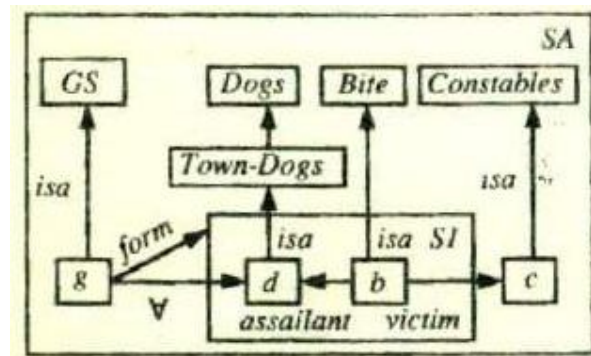 SA
GS Dogs Bite Constables
Town-Dogs
isa isa
form
isa isa S1
g d b c
∀
assailant victim